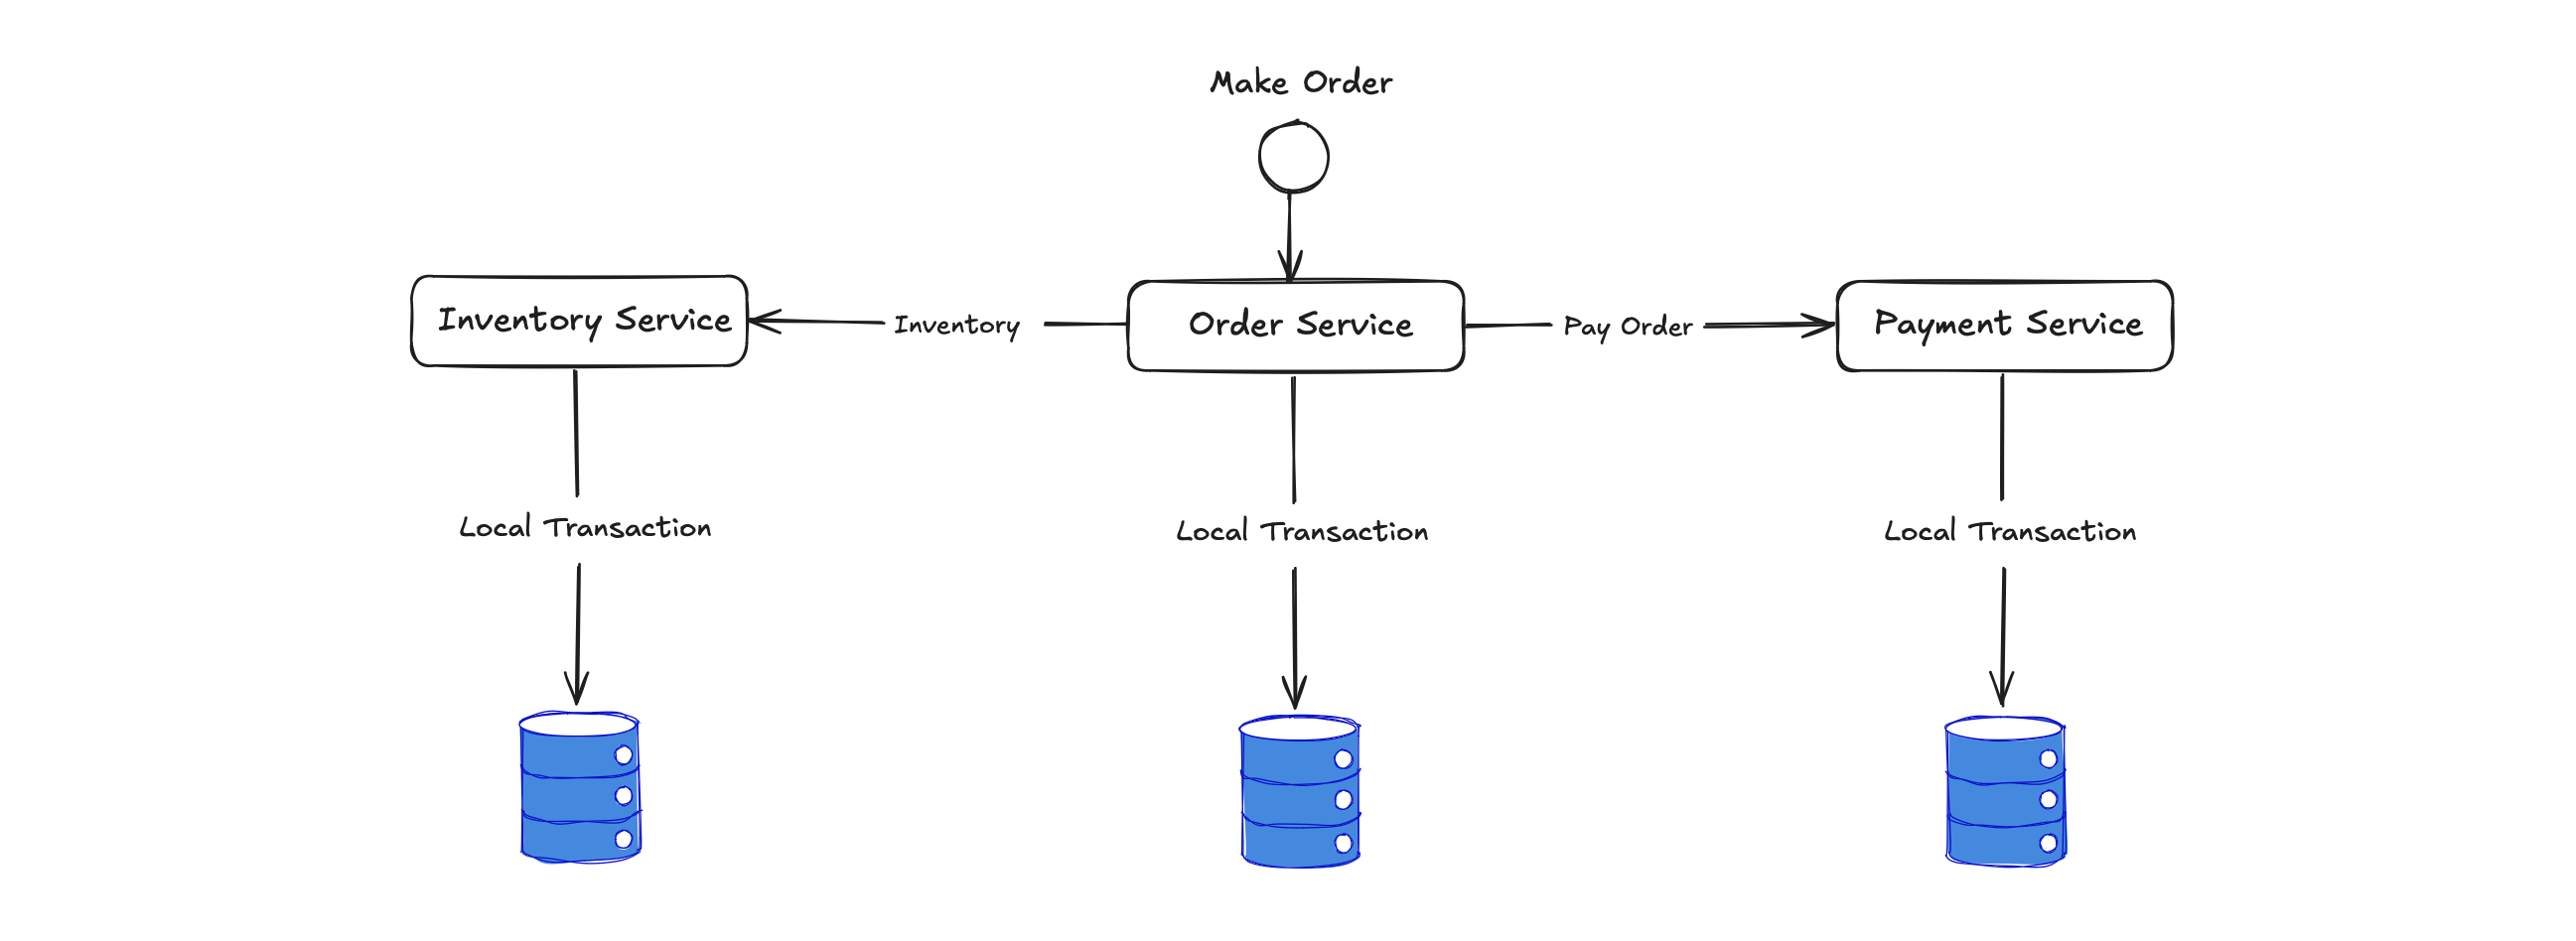 Make Order
Inventory Service
Inventory
Order Service
Pay Order
Payment Service
Local Transaction
Local Transaction
Local Transaction